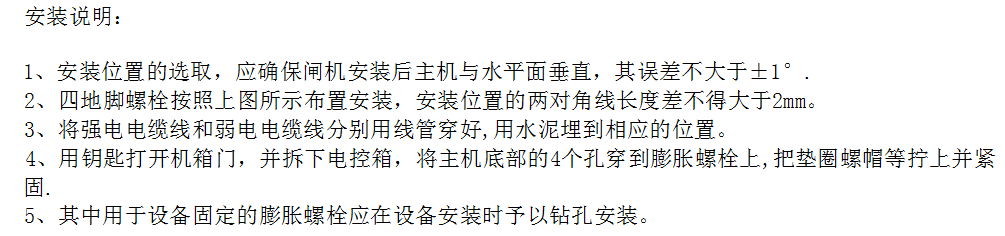 安装说明：
1、安装位置的选取，应确保闸机安装后主机与水平面垂直，其误差不大于±1°.
2、四地脚螺栓按照上图所示布置安装，安装位置的两对角线长度差不得大于2mm。
3、将强电电缆线和弱电电缆线分别用线管穿好,用水泥埋到相应的位置。
4、用钥匙打开机箱门，并拆下电控箱，将主机底部的4个孔穿到膨胀螺栓上,把垫圈螺帽等拧上并紧
固.
5、其中用于设备固定的膨胀螺栓应在设备安装时予以钻孔安装。